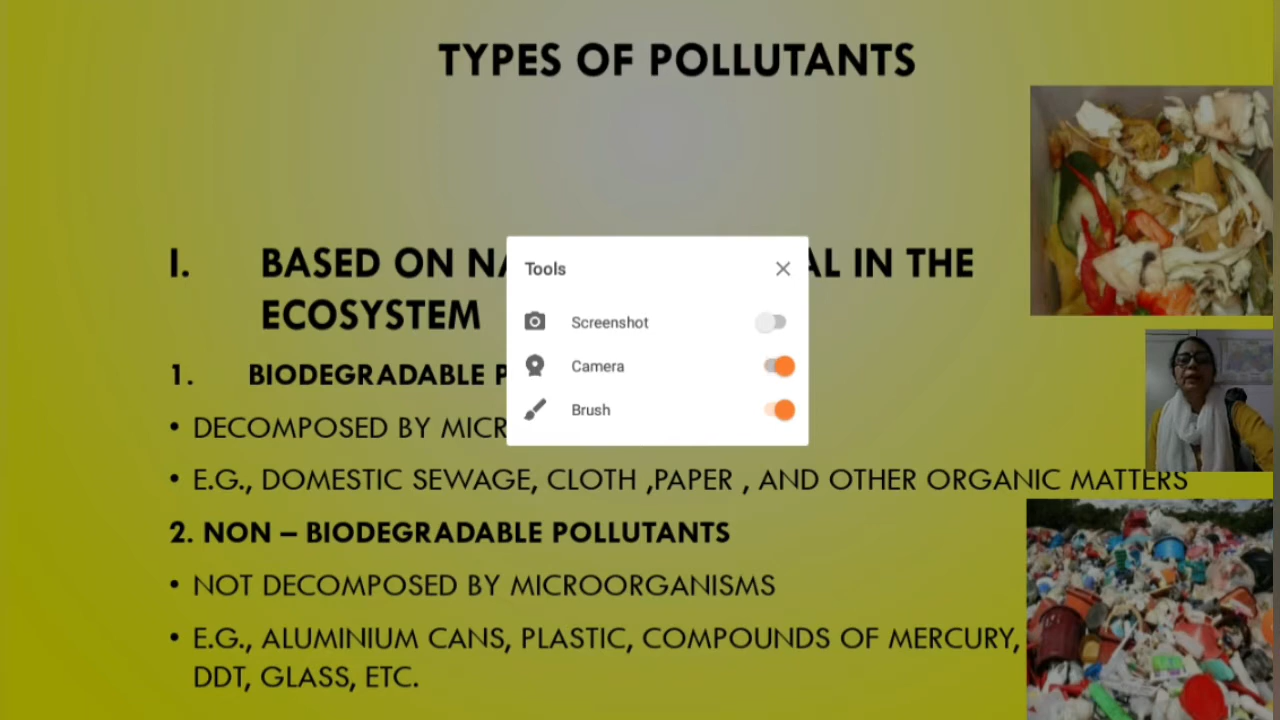 TYPES OF POLLUTANTS
I. BASED ON NA AL IN THE
ECOSYSTEM
Tools
Screenshot
Camera
Brush
1. BIODEGRADABLE P
• DECOMPOSED BY MICR
• E.G., DOMESTIC SEWAGE, CLOTH ,PAPER , AND OTHER ORGANIC MATTERS
2. NON – BIODEGRADABLE POLLUTANTS
• NOT DECOMPOSED BY MICROORGANISMS
• E.G., ALUMINIUM CANS, PLASTIC, COMPOUNDS OF MERCURY,
DDT, GLASS, ETC.